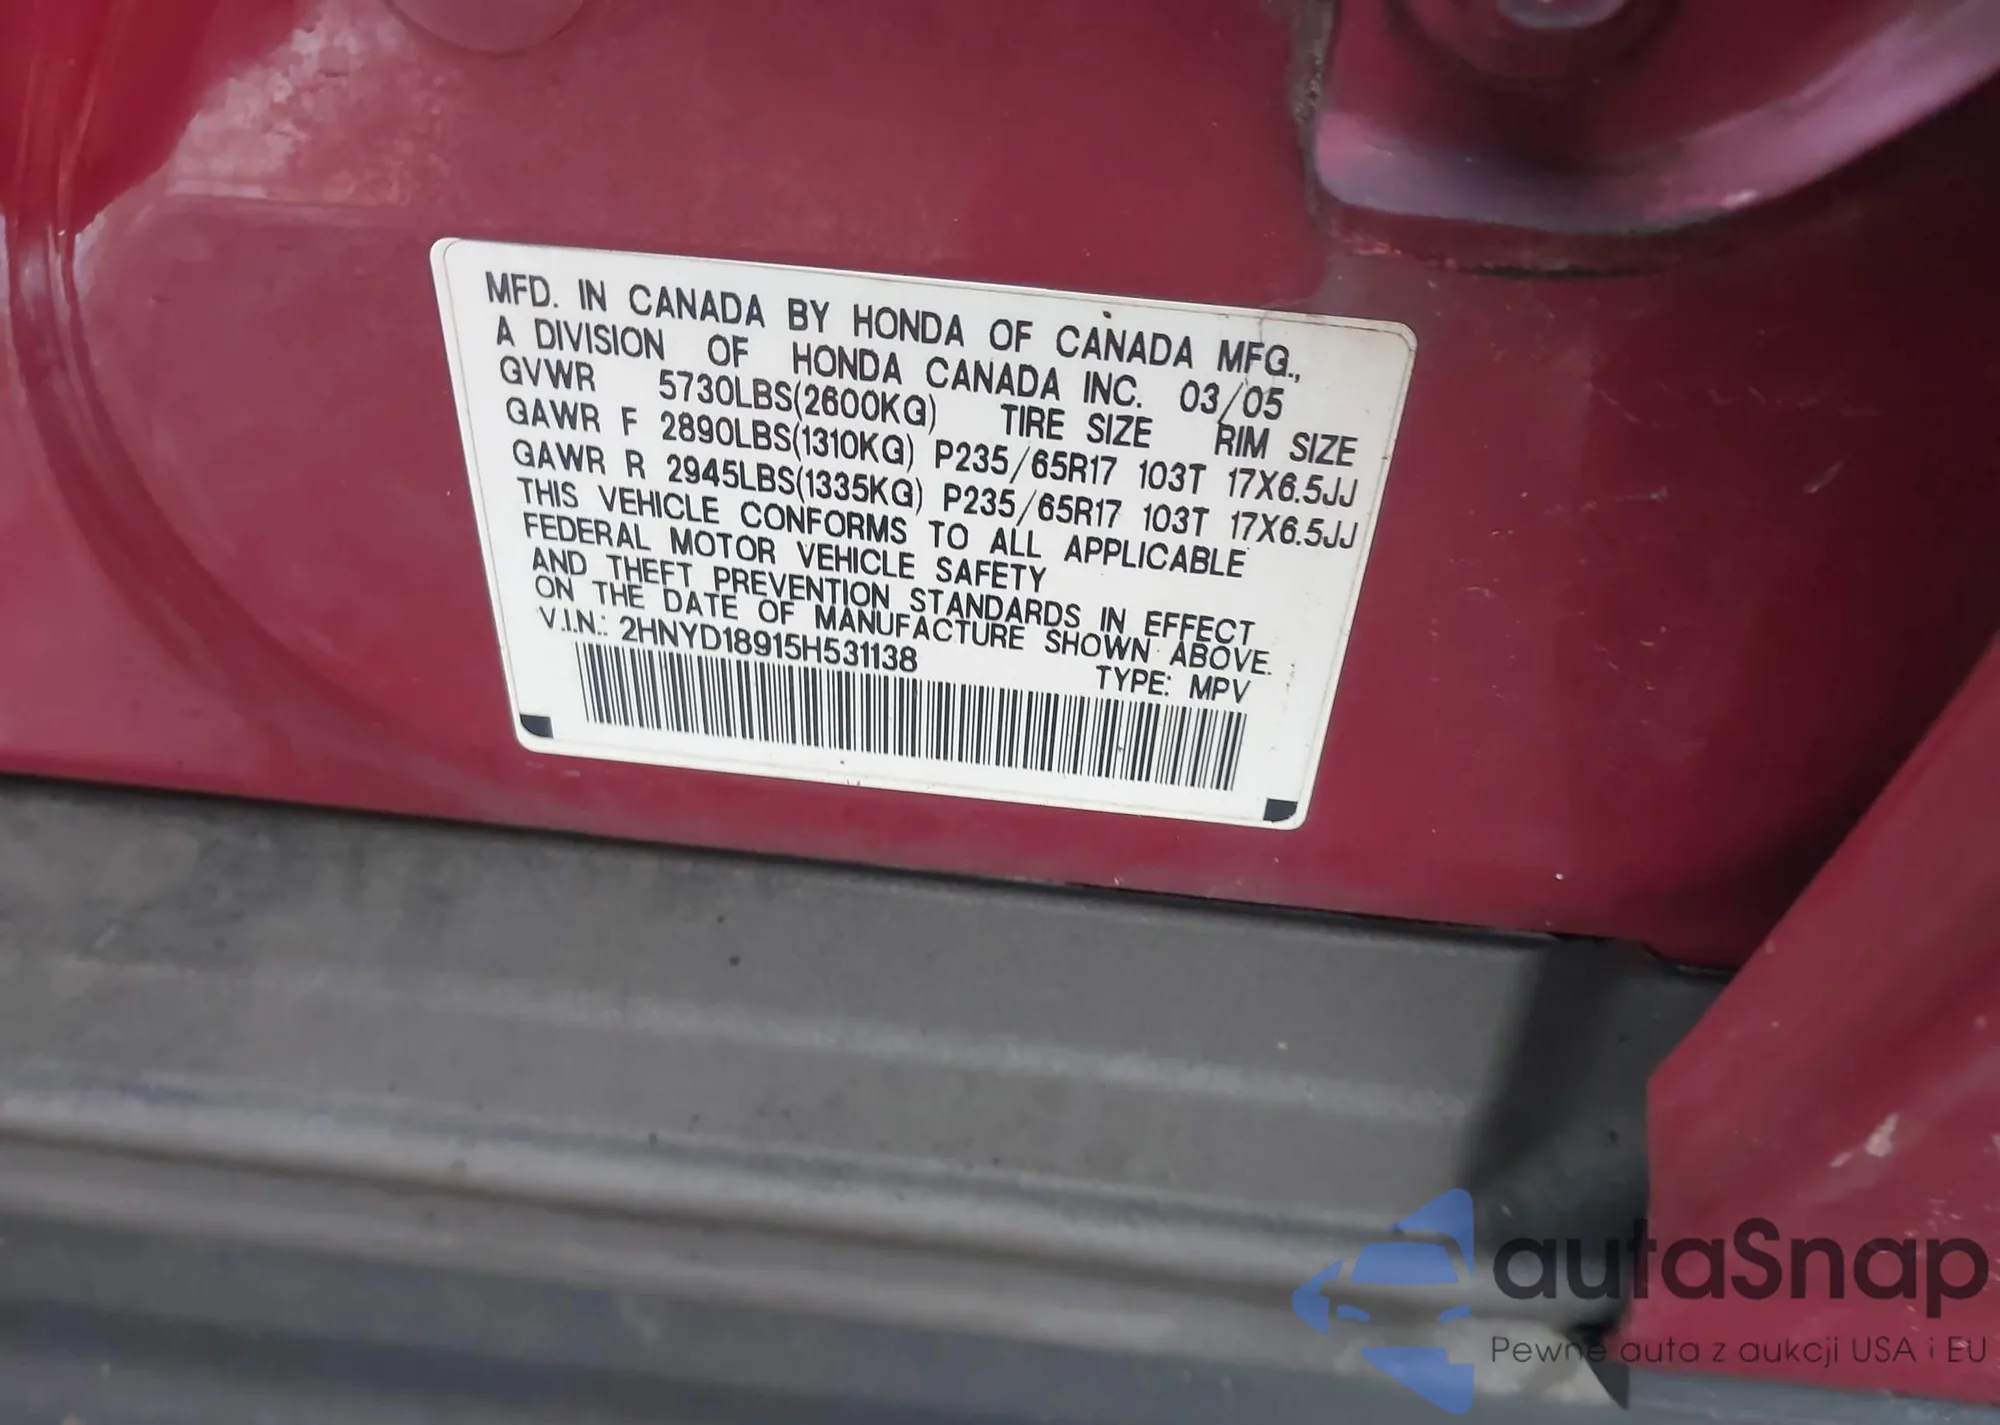 MFD. IN CANADA BY HONDA OF CANADA MFG.,
A DIVISION OF HONDA CANADA INC. 03/05
GVWR 5730LBS(2600KG) TIRE SIZE RIM SIZE
GAWR F 2890LBS(1310KG) P235/65R17 103T 17X6.5JJ
GAWR R 2945LBS(1335KG) P235/65R17 103T 17X6.5JJ
THIS VEHICLE CONFORMS TO ALL APPLICABLE
FEDERAL MOTOR VEHICLE SAFETY
AND THEFT PREVENTION STANDARDS IN EFFECT
ON THE DATE OF MANUFACTURE SHOWN ABOVE.
V.I.N.: 2HNYD18915H531138 TYPE: MPV
autaSnap
Pewne auta z aukcji USA i EU